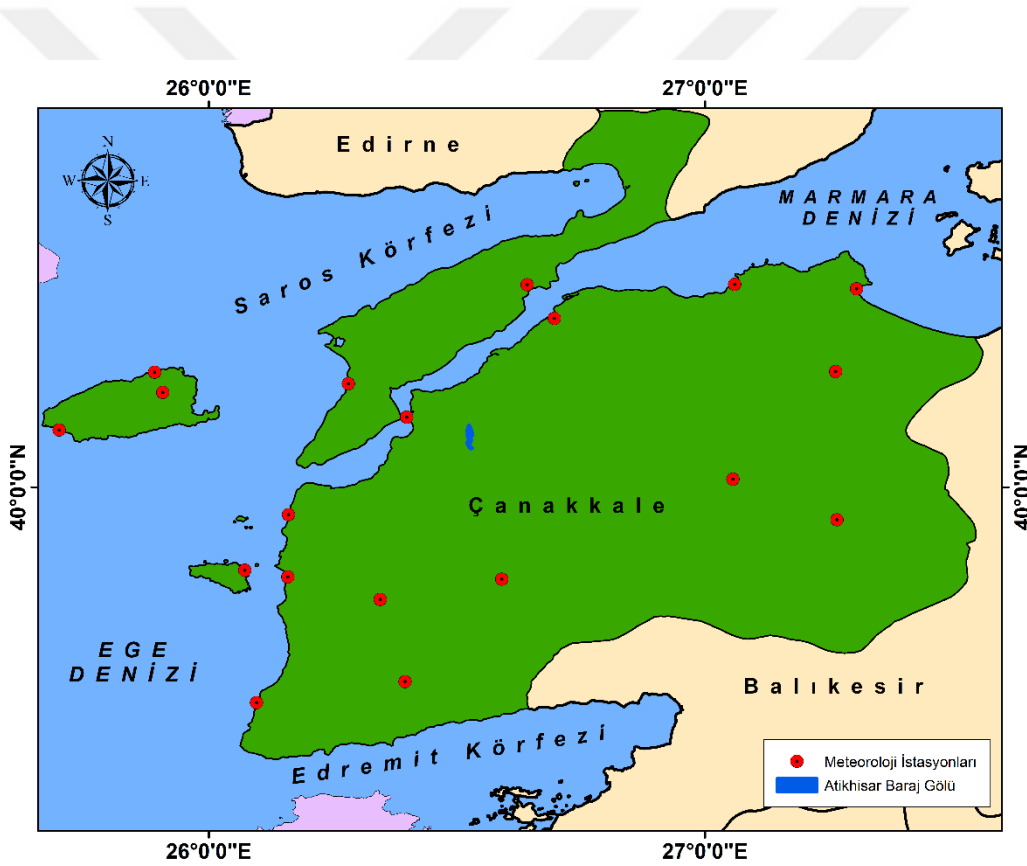 26°0'0"E 27°0'0"E
N
W E
S
Edirne
MARMARA
DENİZİ
Saros Körfezi
40°0'0"N 40°0'0"N
Çanakkale
EGE
DENİZİ
Balıkesir
Edremit Körfezi
Meteoroloji İstasyonları
Atikhisar Baraj Gölü
26°0'0"E 27°0'0"E